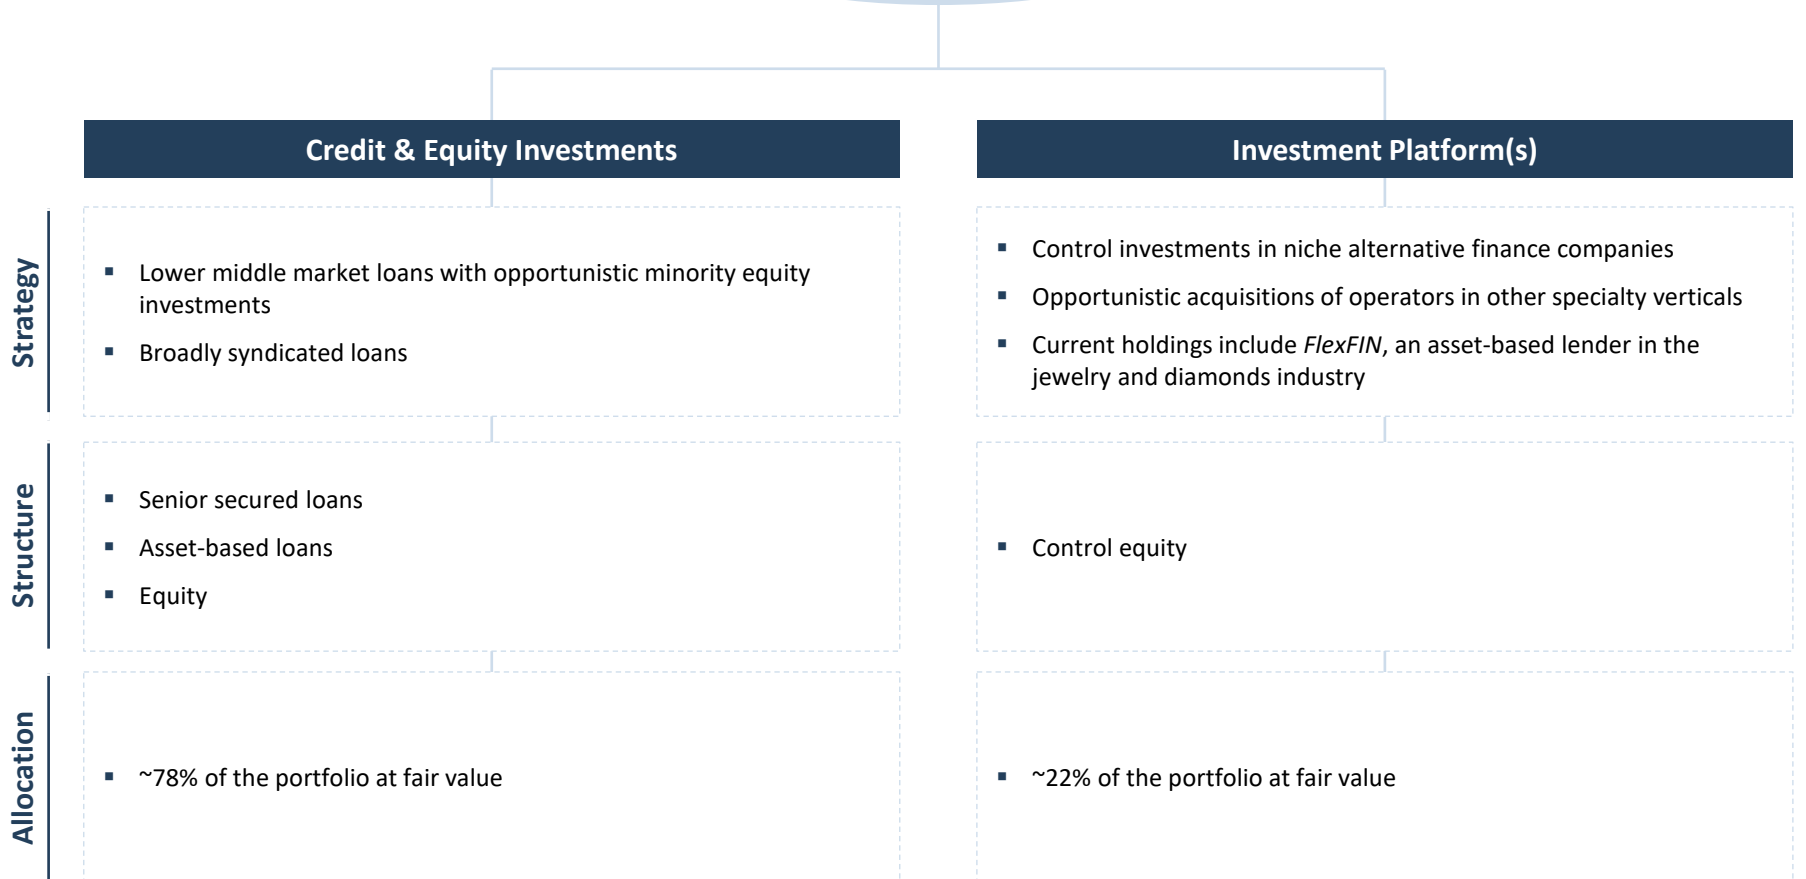 Credit & Equity Investments
Investment Platform(s)
Strategy
▪ Lower middle market loans with opportunistic minority equity
investments
▪ Broadly syndicated loans
▪ Control investments in niche alternative finance companies
▪ Opportunistic acquisitions of operators in other specialty verticals
▪ Current holdings include FlexFIN, an asset-based lender in the
jewelry and diamonds industry
Structure
▪ Senior secured loans
▪ Asset-based loans
▪ Equity
▪ Control equity
Allocation
▪ ~78% of the portfolio at fair value
▪ ~22% of the portfolio at fair value